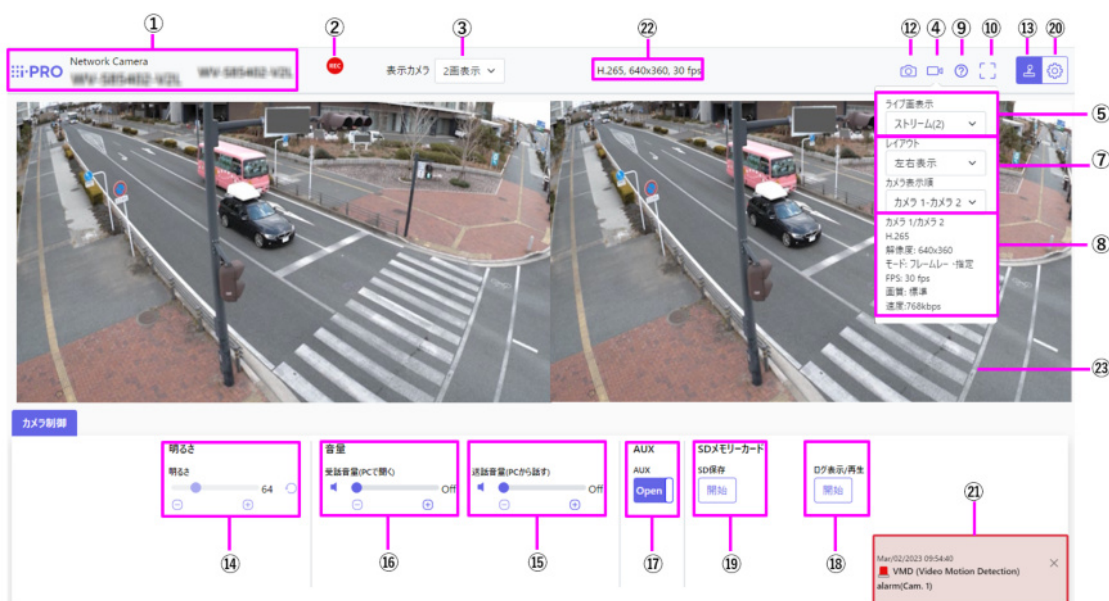 ① ② ③ ㉒ ⑫ ④ ⑨ ⑩ ⑬ ⑳
i-PRO Network Camera
WV-S85402-V2L WV-S85402-V2L
REC
表示カメラ 2画表示
H.265, 640x360, 30 fps
ライブ画表示
ストリーム(2)
⑤
レイアウト
左右表示
⑦
カメラ表示順
カメラ 1-カメラ 2
カメラ 1/カメラ 2
H.265
解像度: 640x360
⑧
モード: フレームレー -指定
FPS: 30 fps
画質: 標準
速度:768kbps
㉓
カメラ制御
明るさ 音量 AUX SDメモリーカード
明るさ 受話音量(PCで聞く) 送話音量(PCから話す) AUX SD保存 ログ表示/再生
64 Off Off Open 開始 開始
㉑
⑭ ⑯ ⑮ ⑰ ⑲ ⑱
Mar/02/2023 09:54:40
VMD (Video Motion Detection)
alarm(Cam. 1)